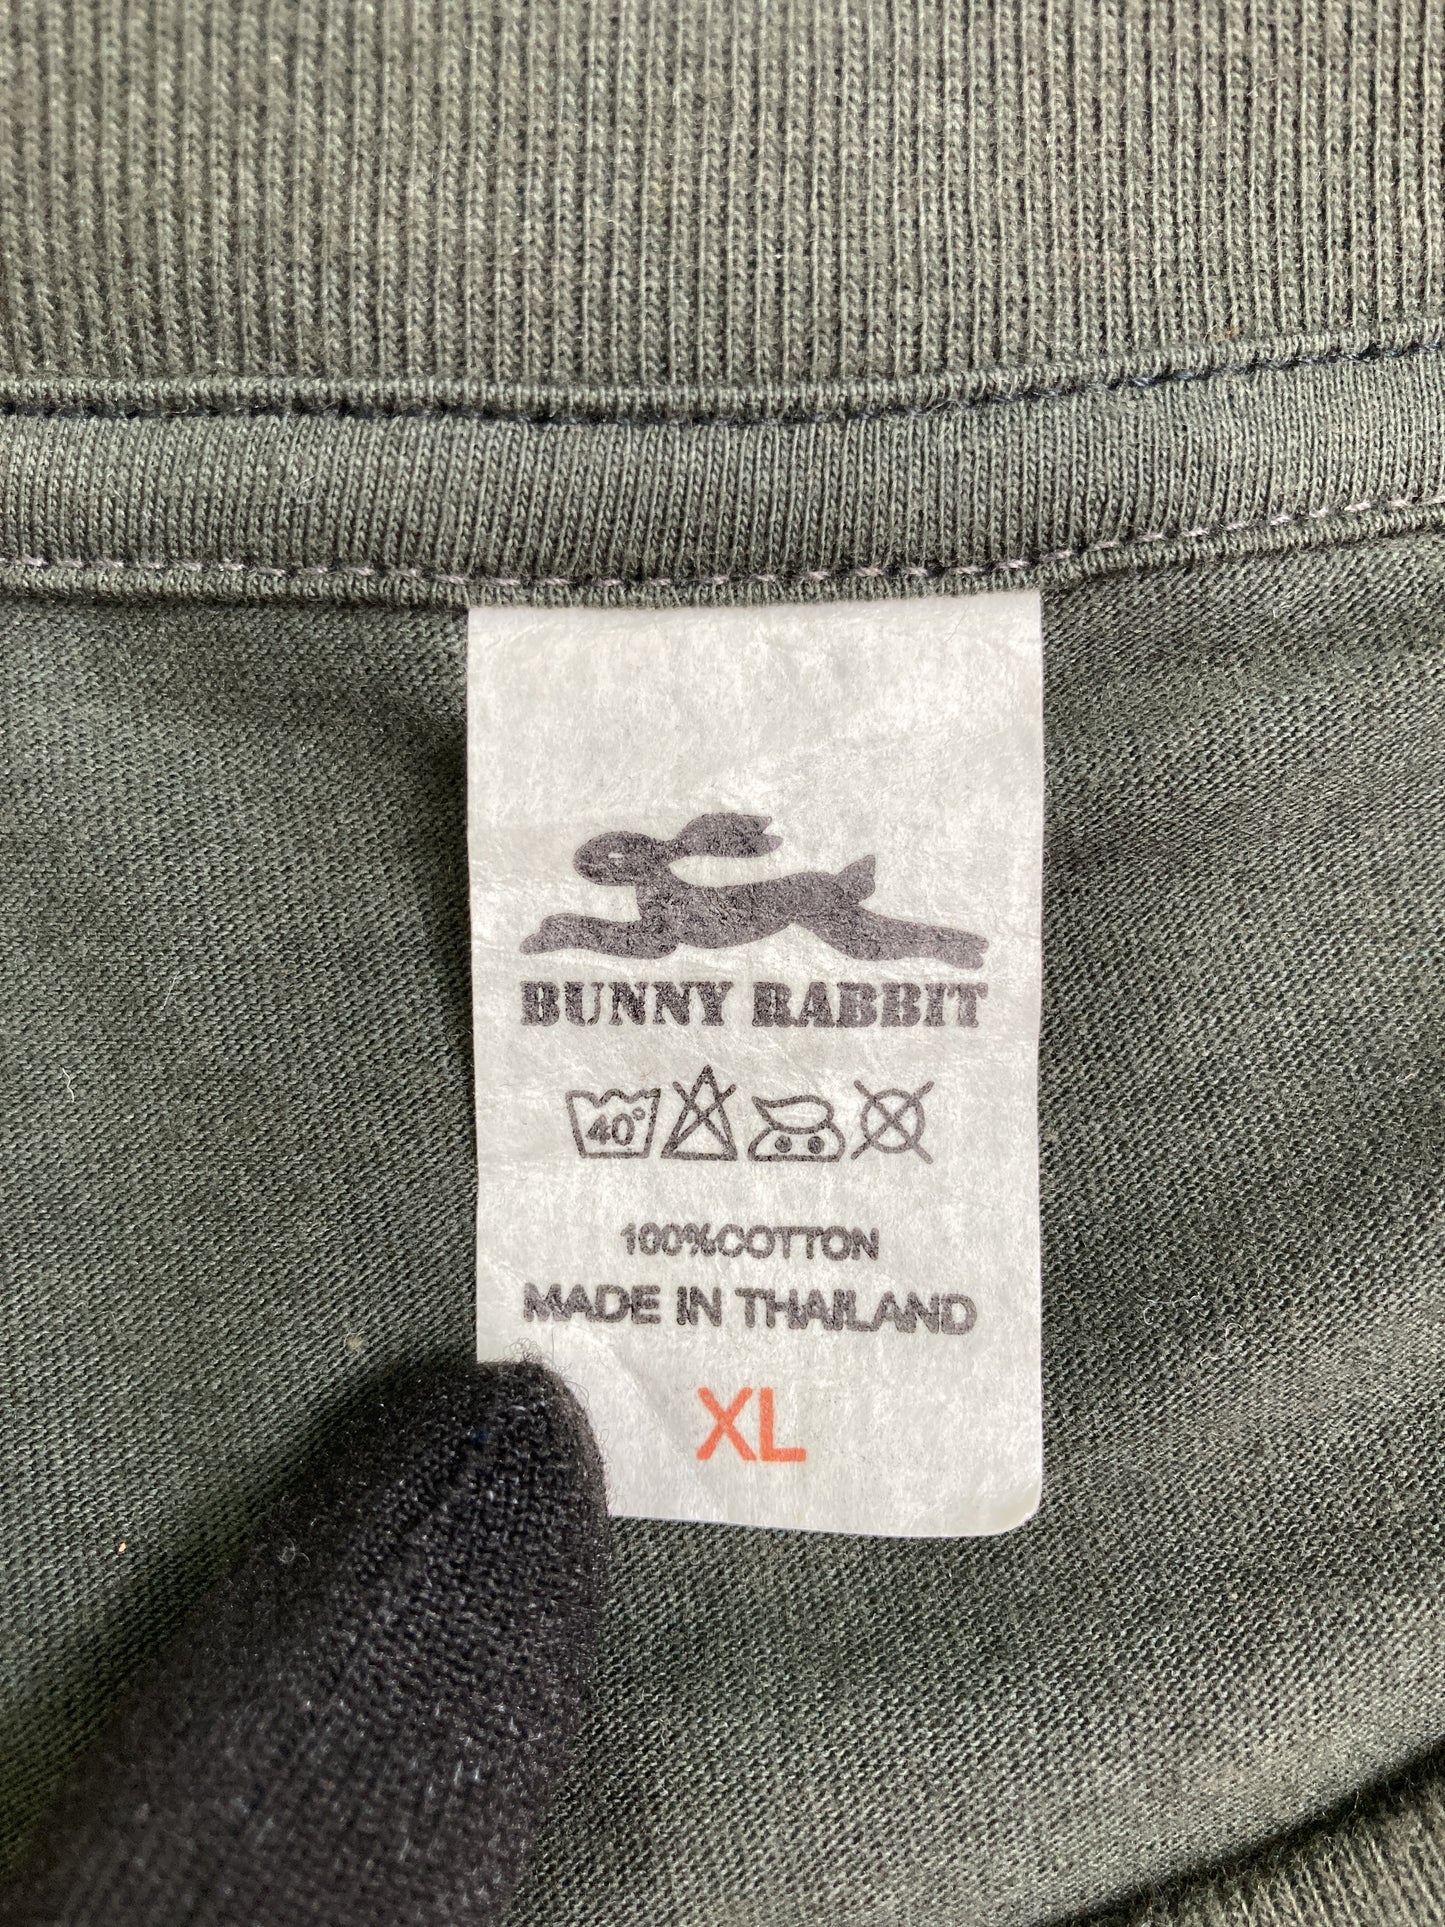 BUNNY RABBIT
40°
100%COTTON
MADE IN THAILAND
XL